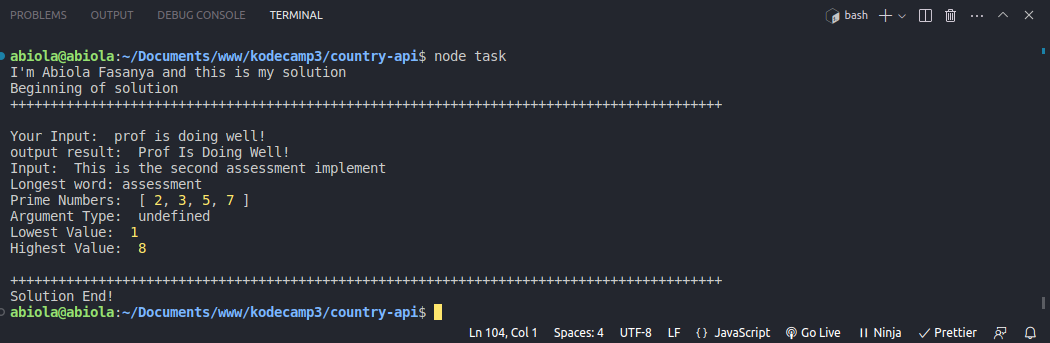 PROBLEMS OUTPUT DEBUG CONSOLE TERMINAL bash
abiola@abiola:~/Documents/www/kodecamp3/country-api$ node task
I'm Abiola Fasanya and this is my solution
Beginning of solution
+++++++++++++++++++++++++++++++++++++++++++++++++++++++++++++++++++++++++++++++++++++++++
Your Input:  prof is doing well!
output result:  Prof Is Doing Well!
Input:  This is the second assessment implement
Longest word: assessment
Prime Numbers:  [ 2, 3, 5, 7 ]
Argument Type:  undefined
Lowest Value:  1
Highest Value:  8
+++++++++++++++++++++++++++++++++++++++++++++++++++++++++++++++++++++++++++++++++++++++++
Solution End!
abiola@abiola:~/Documents/www/kodecamp3/country-api$
Ln 104, Col 1 Spaces: 4 UTF-8 LF {} JavaScript Go Live Ninja Prettier